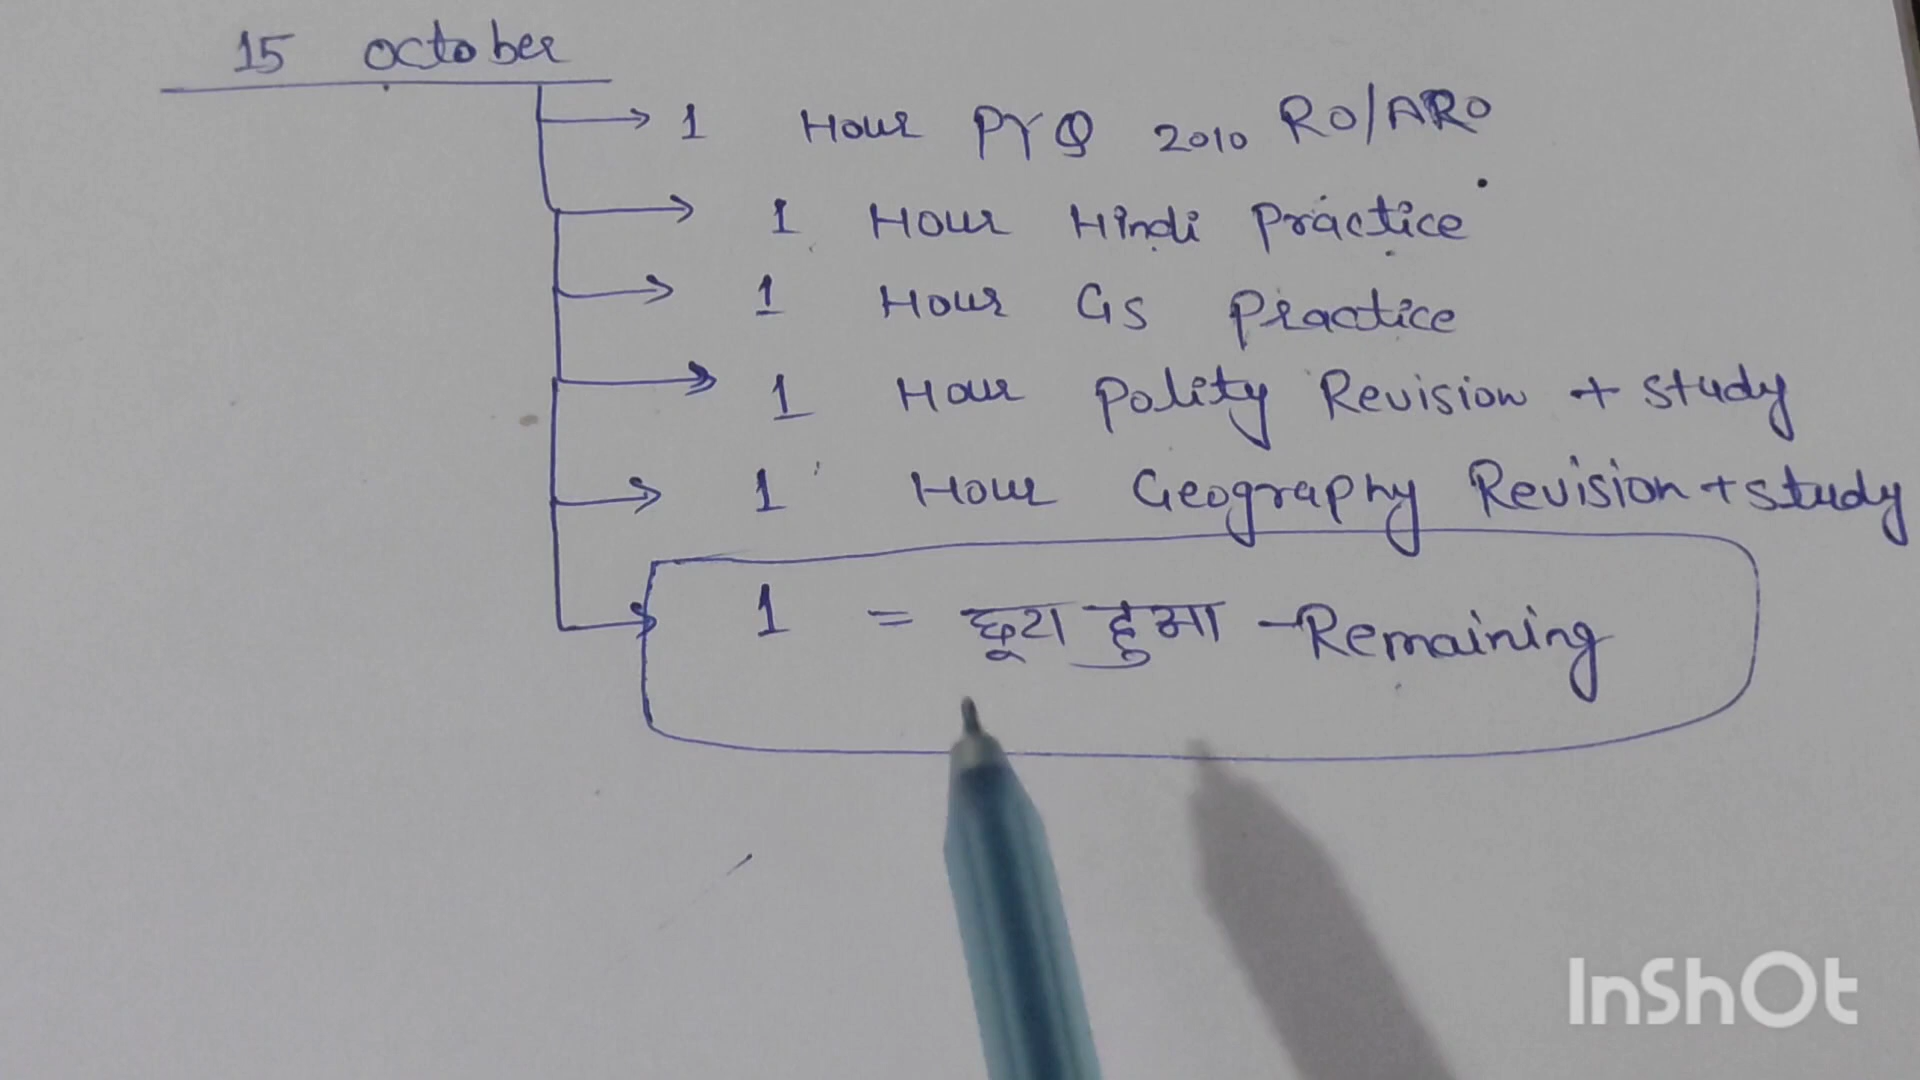 15 october
1 Hour PYQ 2010 RO/ARO
1 Hour Hindi Practice
1 Hour GS Practice
1 Hour Polity Revision + study
1 Hour Geography Revision + study
1 = छूटा हुआ - Remaining
InShOt